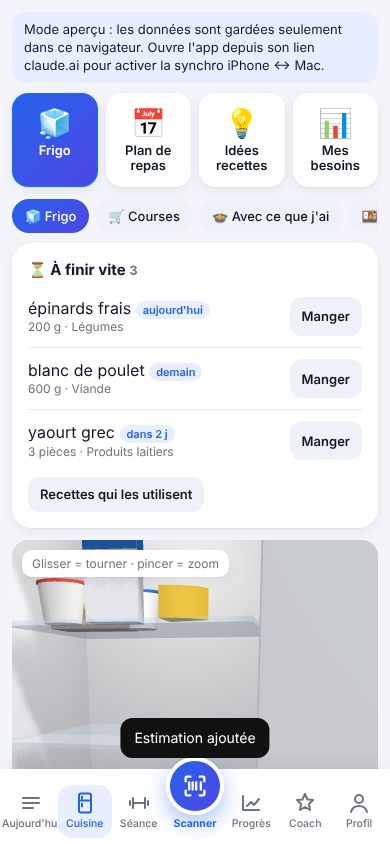 Mode aperçu : les données sont gardées seulement
dans ce navigateur. Ouvre l'app depuis son lien
claude.ai pour activer la synchro iPhone ↔ Mac.
Frigo
Plan de
repas
Idées
recettes
Mes
besoins
Frigo
Courses
Avec ce que j'ai
À finir vite 3
épinards frais aujourd'hui
200 g · Légumes
Manger
blanc de poulet demain
600 g · Viande
Manger
yaourt grec dans 2 j
3 pièces · Produits laitiers
Manger
Recettes qui les utilisent
Glisser = tourner · pincer = zoom
Estimation ajoutée
Aujourd'hu
Cuisine
Séance
Scanner
Progrès
Coach
Profil